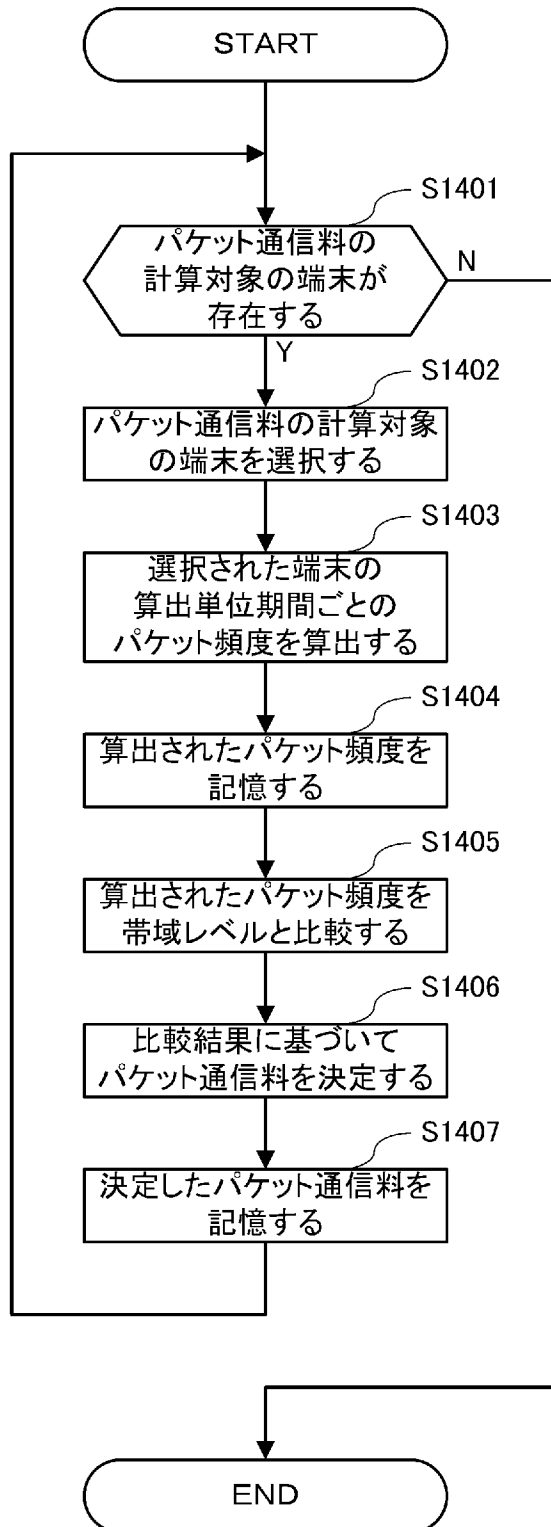 START
S1401
パケット通信料の
計算対象の端末が
存在する
N
Y
S1402
パケット通信料の計算対象
の端末を選択する
S1403
選択された端末の
算出単位期間ごとの
パケット頻度を算出する
S1404
算出されたパケット頻度を
記憶する
S1405
算出されたパケット頻度を
帯域レベルと比較する
S1406
比較結果に基づいて
パケット通信料を決定する
S1407
決定したパケット通信料を
記憶する
END